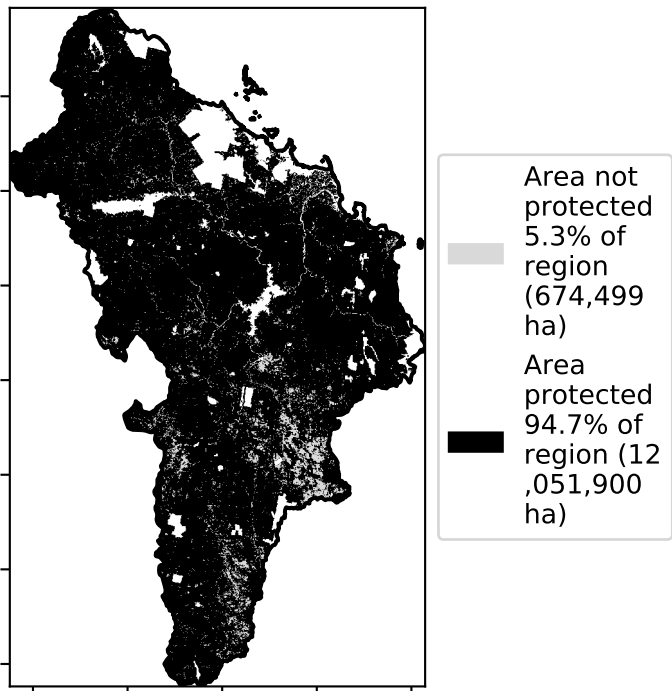 Area not
protected
5.3% of
region
(674,499
ha)
Area
protected
94.7% of
region (12
,051,900
ha)